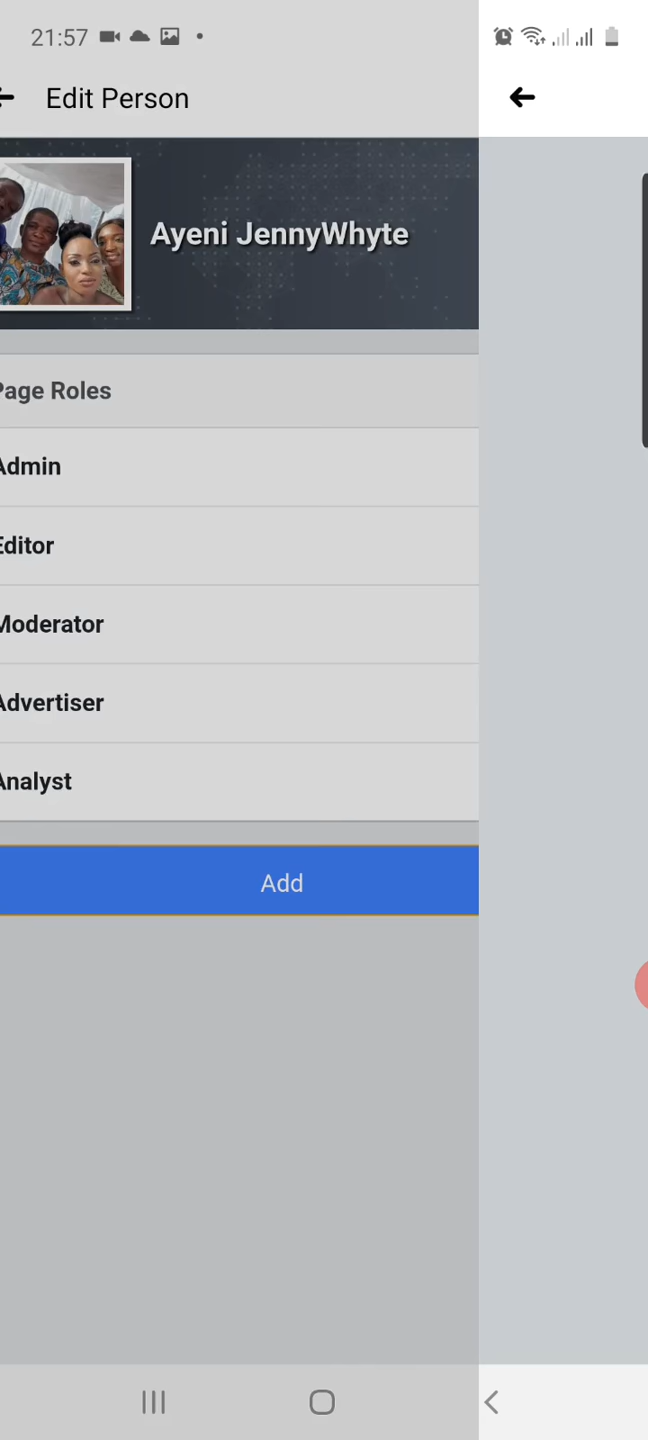 21:57
Edit Person
Ayeni JennyWhyte
Page Roles
Admin
Editor
Moderator
Advertiser
Analyst
Add